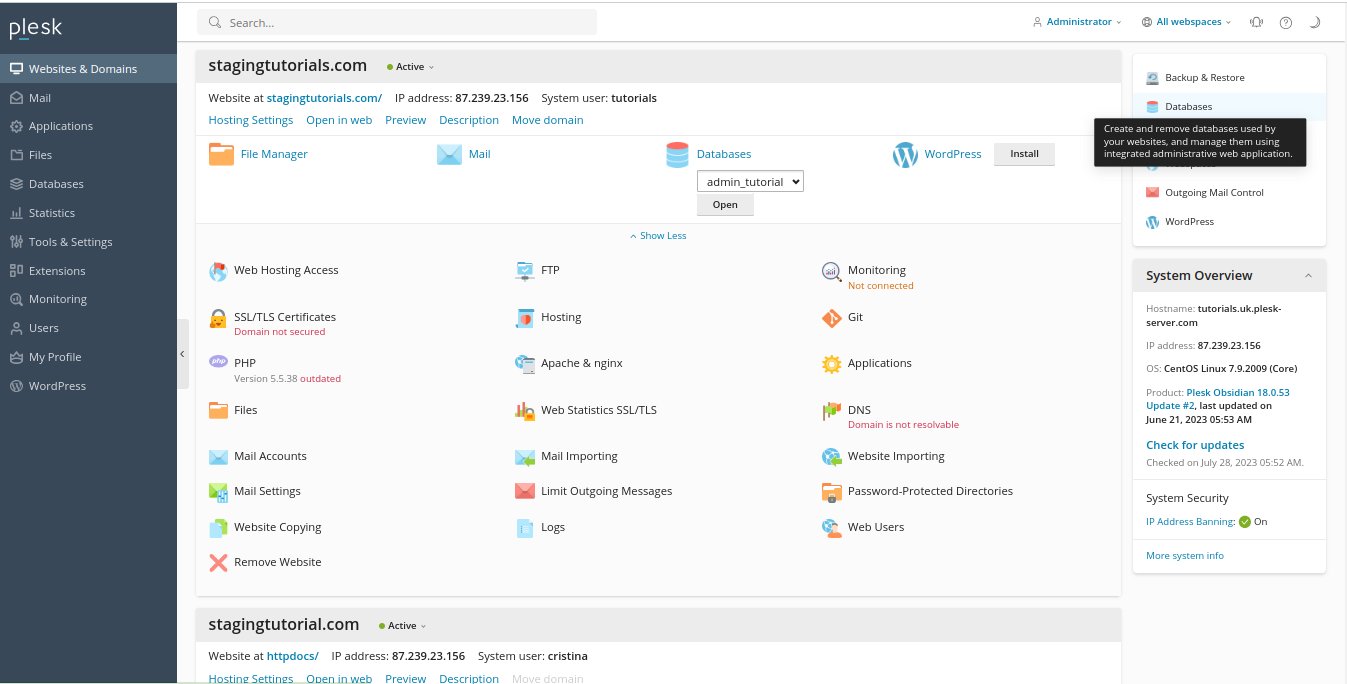 plesk
Search...
Administrator
All webspaces
Websites & Domains
Mail
Applications
Files
Databases
Statistics
Tools & Settings
Extensions
Monitoring
Users
My Profile
WordPress
stagingtutorials.com Active
Website at stagingtutorials.com/ IP address: 87.239.23.156 System user: tutorials
Hosting Settings Open in web Preview Description Move domain
File Manager Mail Databases WordPress Install
admin_tutorial
Open
Show Less
Web Hosting Access FTP Monitoring
Not connected
SSL/TLS Certificates Hosting Git
Domain not secured
PHP Apache & nginx Applications
Version 5.5.38 outdated
Files Web Statistics SSL/TLS DNS
Domain is not resolvable
Mail Accounts Mail Importing Website Importing
Mail Settings Limit Outgoing Messages Password-Protected Directories
Website Copying Logs Web Users
Remove Website
stagingtutorial.com Active
Website at httpdocs/ IP address: 87.239.23.156 System user: cristina
Hosting Settings Open in web Preview Description Move domain
Backup & Restore
Databases
Create and remove databases used by
your websites, and manage them using
integrated administrative web application.
Outgoing Mail Control
WordPress
System Overview
Hostname: tutorials.uk.plesk-
server.com
IP address: 87.239.23.156
OS: CentOS Linux 7.9.2009 (Core)
Product: Plesk Obsidian 18.0.53
Update #2, last updated on
June 21, 2023 05:53 AM
Check for updates
Checked on July 28, 2023 05:52 AM.
System Security
IP Address Banning: On
More system info